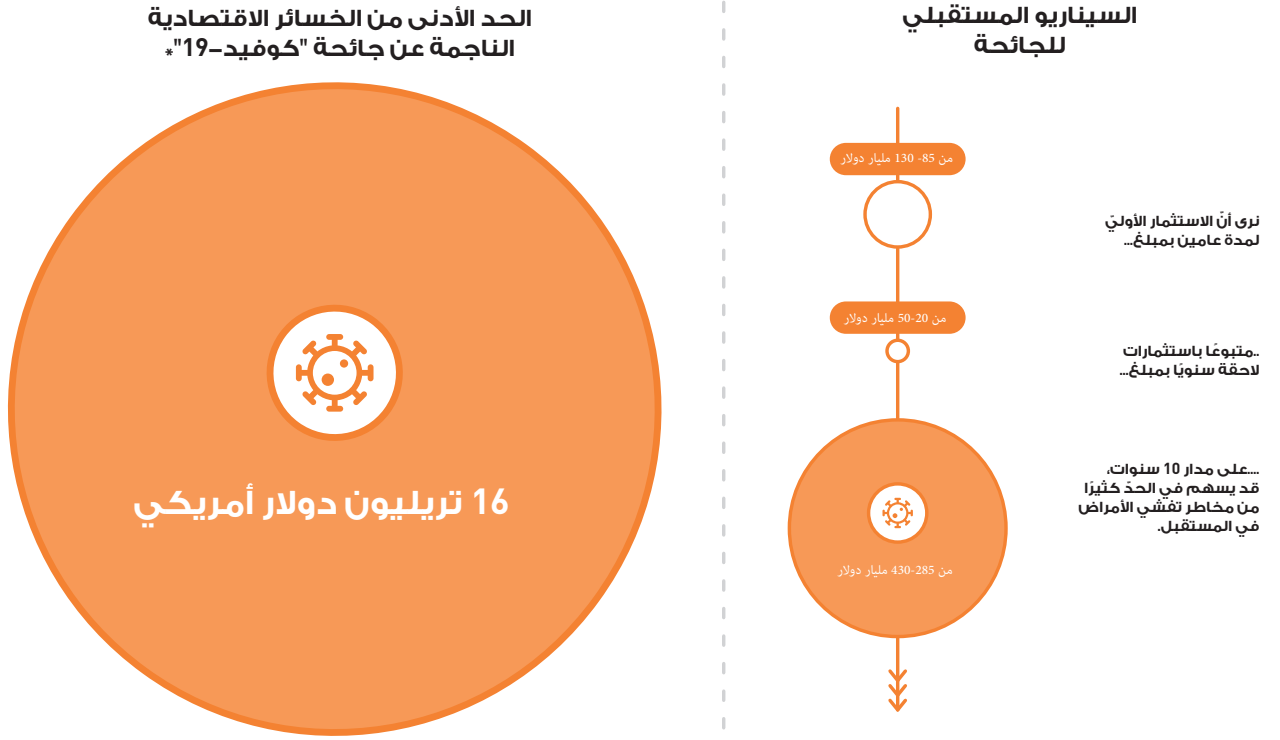 السيناريو المستقبلي
للجائحة
من 85- 130 مليار دولار
نرى أنّ الاستثمار الأوليّ
لمدة عامين بمبلغ...
من 20-50 مليار دولار
..متبوعًا باستثمارات
لاحقة سنويًا بمبلغ...
....على مدار 10 سنوات،
قد يسهم في الحدّ كثيرًا
من مخاطر تفشي الأمراض
في المستقبل.
من 285-430 مليار دولار
الحد الأدنى من الخسائر الاقتصادية
الناجمة عن جائحة "كوفيد–19"*
16 تريليون دولار أمريكي